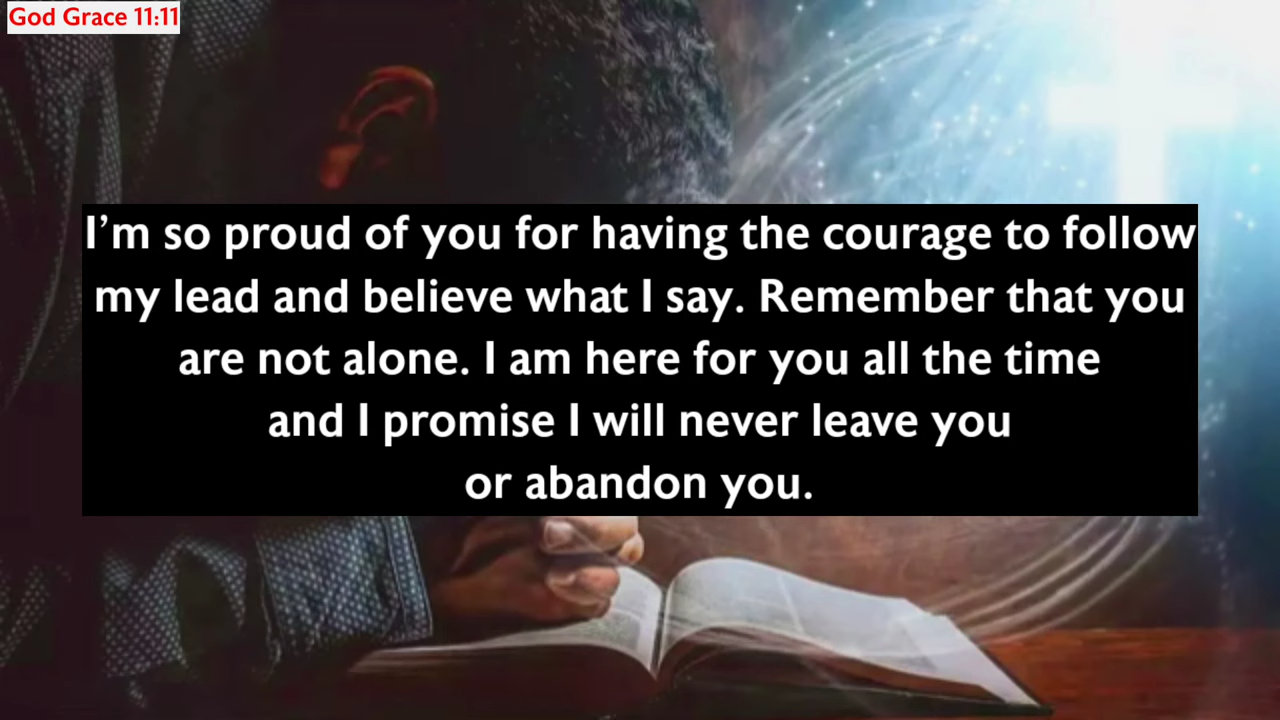 God Grace 11:11
I’m so proud of you for having the courage to follow
my lead and believe what I say. Remember that you
are not alone. I am here for you all the time
and I promise I will never leave you
or abandon you.